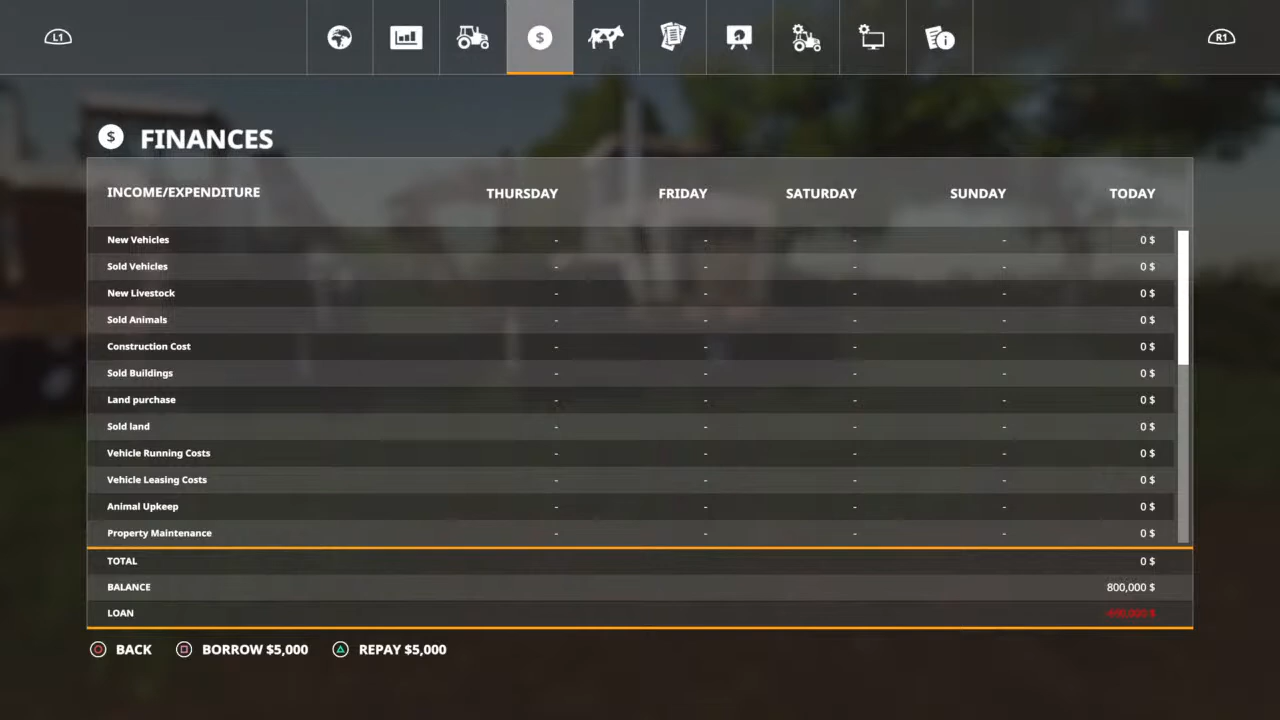 L1
R1
FINANCES
INCOME/EXPENDITURE THURSDAY FRIDAY SATURDAY SUNDAY TODAY
New Vehicles - - - - 0 $
Sold Vehicles - - - - 0 $
New Livestock - - - - 0 $
Sold Animals - - - - 0 $
Construction Cost - - - - 0 $
Sold Buildings - - - - 0 $
Land purchase - - - - 0 $
Sold land - - - - 0 $
Vehicle Running Costs - - - - 0 $
Vehicle Leasing Costs - - - - 0 $
Animal Upkeep - - - - 0 $
Property Maintenance - - - - 0 $
TOTAL 0 $
BALANCE 800,000 $
LOAN
BACK BORROW $5,000 REPAY $5,000